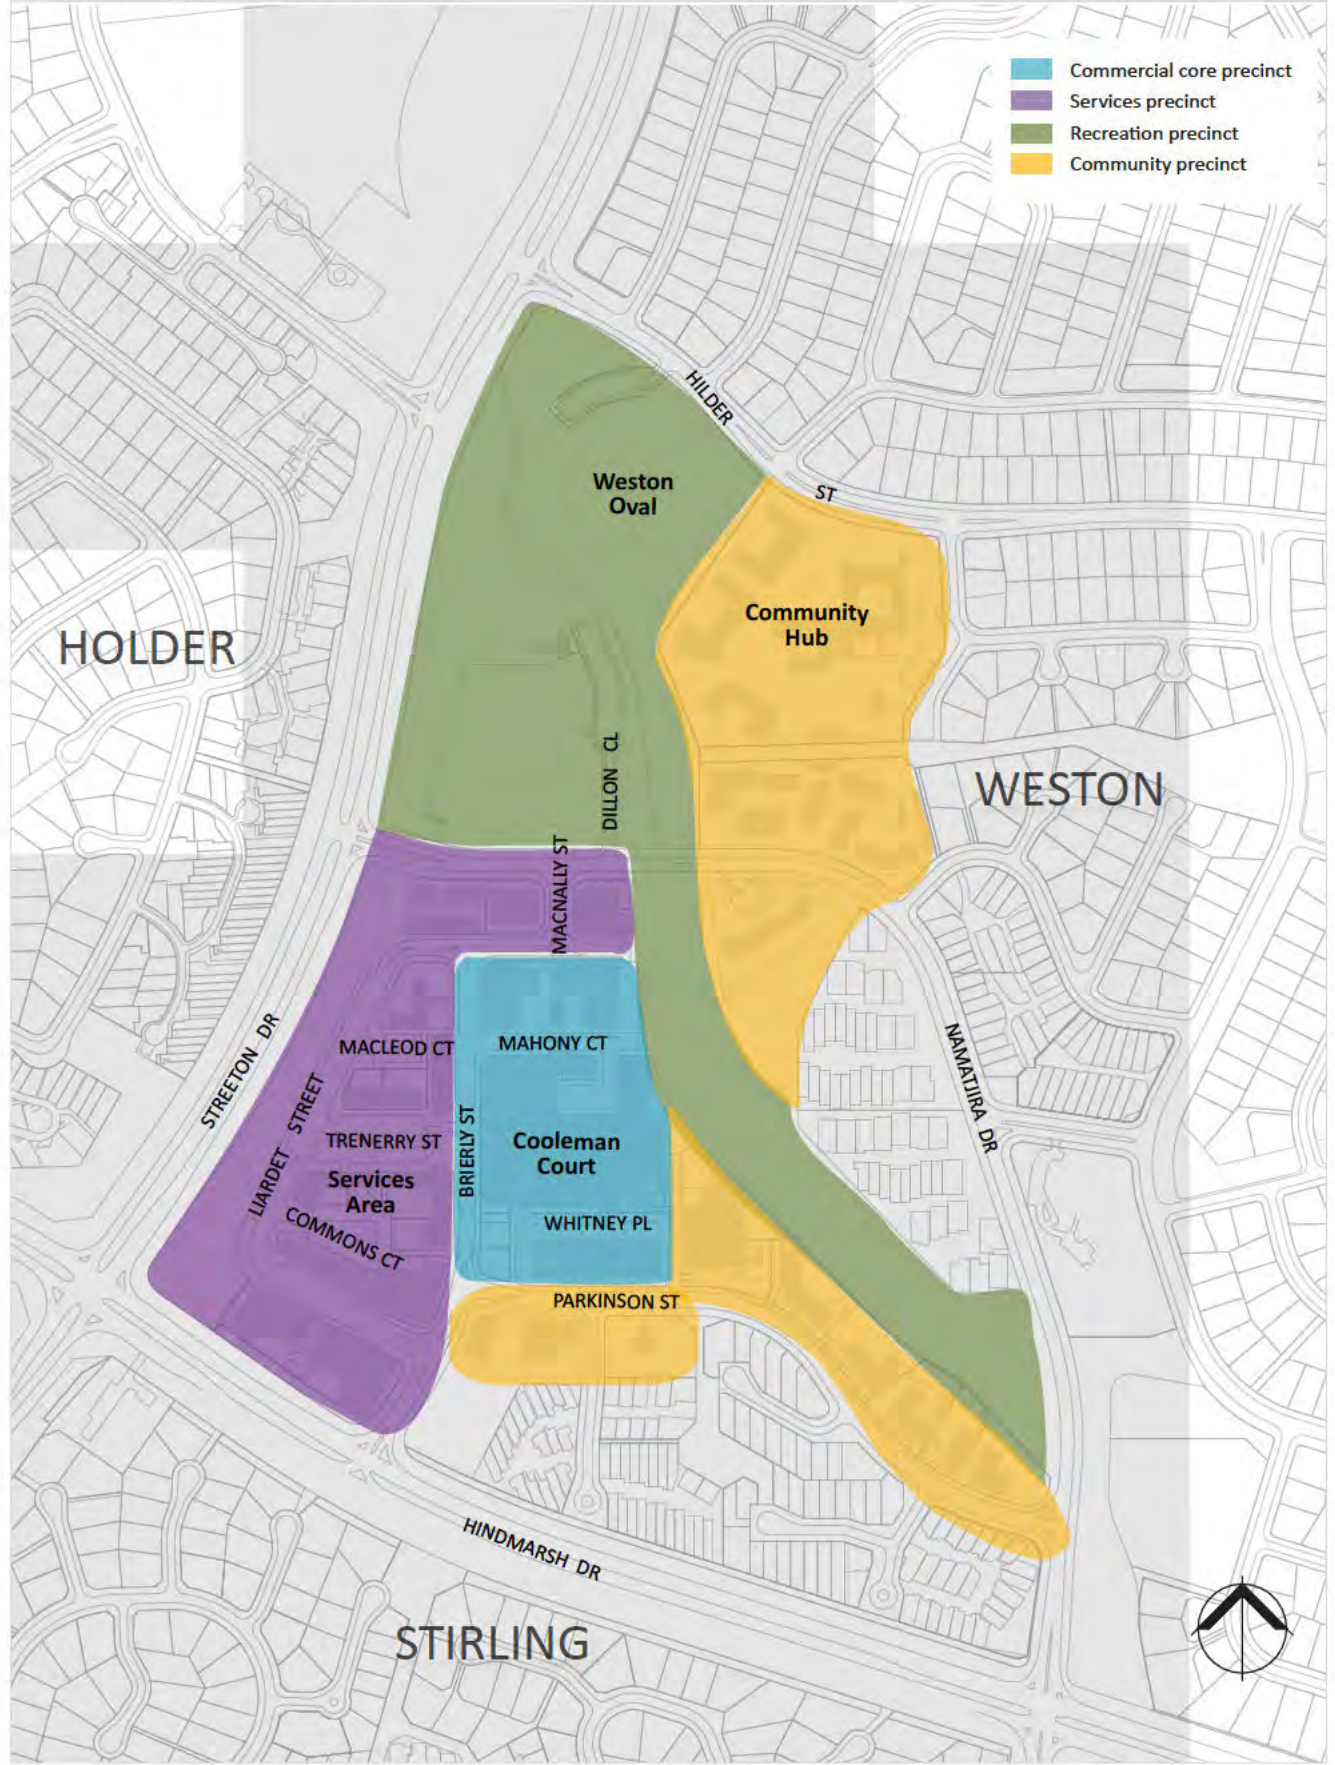 Commercial core precinct
Services precinct
Recreation precinct
Community precinct
HILDER
ST
Weston
Oval
Community
Hub
HOLDER
WESTON
DILLON CL
MACNALLY ST
STREETON DR
MACLEOD CT
MAHONY CT
NAMATJIRA DR
LIARDET STREET
TRENERRY ST
BRIERLY ST
Cooleman
Court
Services
Area
COMMONS CT
WHITNEY PL
PARKINSON ST
HINDMARSH DR
STIRLING